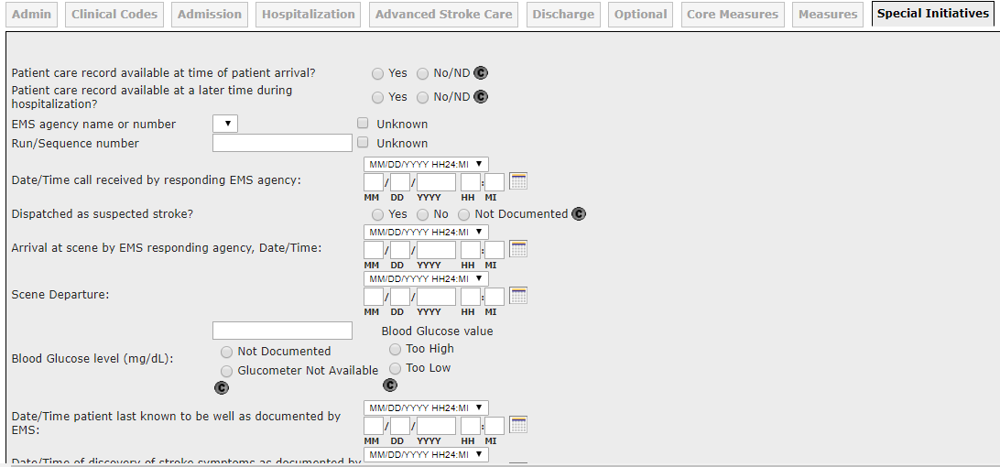 Admin Clinical Codes Admission Hospitalization Advanced Stroke Care Discharge Optional Core Measures Measures Special Initiatives
Patient care record available at time of patient arrival? Yes No/ND C
Patient care record available at a later time during
hospitalization? Yes No/ND C
EMS agency name or number Unknown
Run/Sequence number Unknown
MM/DD/YYYY HH24:MI
Date/Time call received by responding EMS agency: / / :
MM DD YYYY HH MI
Dispatched as suspected stroke? Yes No Not Documented C
MM/DD/YYYY HH24:MI
Arrival at scene by EMS responding agency, Date/Time: / / :
MM DD YYYY HH MI
MM/DD/YYYY HH24:MI
Scene Departure: / / :
MM DD YYYY HH MI
Blood Glucose value
Blood Glucose level (mg/dL): Not Documented Too High
Glucometer Not Available Too Low
C C
MM/DD/YYYY HH24:MI
Date/Time patient last known to be well as documented by
EMS: / / :
MM DD YYYY HH MI
MM/DD/YYYY HH24:MI
Date/Time of discovery of stroke symptoms as documented by